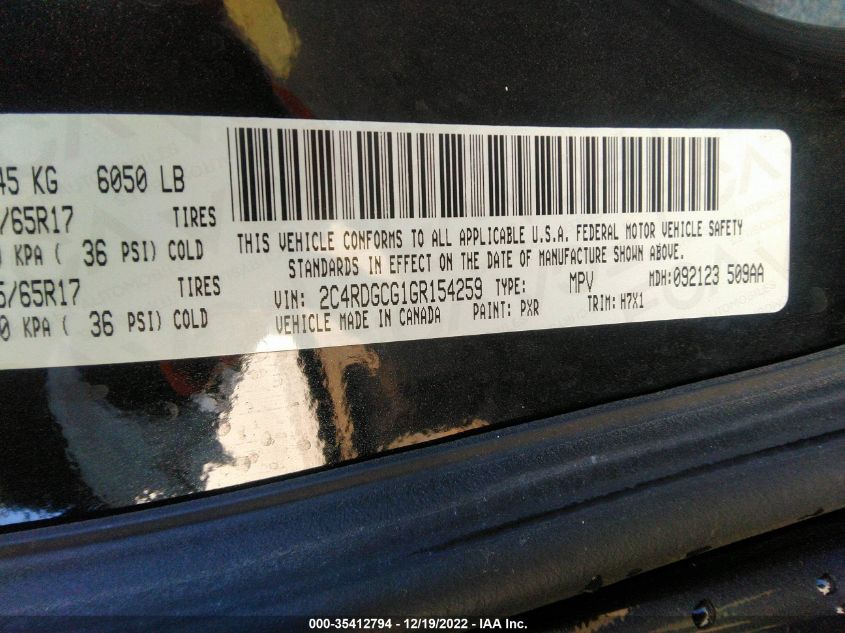 45 KG 6050 LB
/65R17 TIRES
KPA ( 36 PSI) COLD
5/65R17 TIRES
0 KPA ( 36 PSI) COLD
THIS VEHICLE CONFORMS TO ALL APPLICABLE U.S.A. FEDERAL MOTOR VEHICLE SAFETY
STANDARDS IN EFFECT ON THE DATE OF MANUFACTURE SHOWN ABOVE.
VIN: 2C4RDGCG1GR154259 TYPE: MPV MDH:092123 509AA
VEHICLE MADE IN CANADA PAINT: PXR TRIM: H7X1
000-35412794 - 12/19/2022 - IAA Inc.